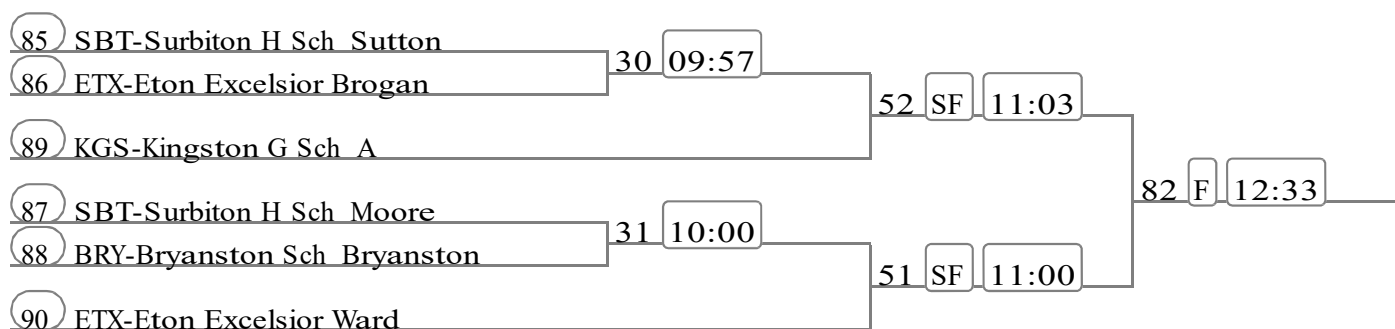 85 SBT-Surbiton H Sch Sutton
30 09:57
86 ETX-Eton Excelsior Brogan
52 SF 11:03
89 KGS-Kingston G Sch A
82 F 12:33
87 SBT-Surbiton H Sch Moore
31 10:00
88 BRY-Bryanston Sch Bryanston
51 SF 11:00
90 ETX-Eton Excelsior Ward